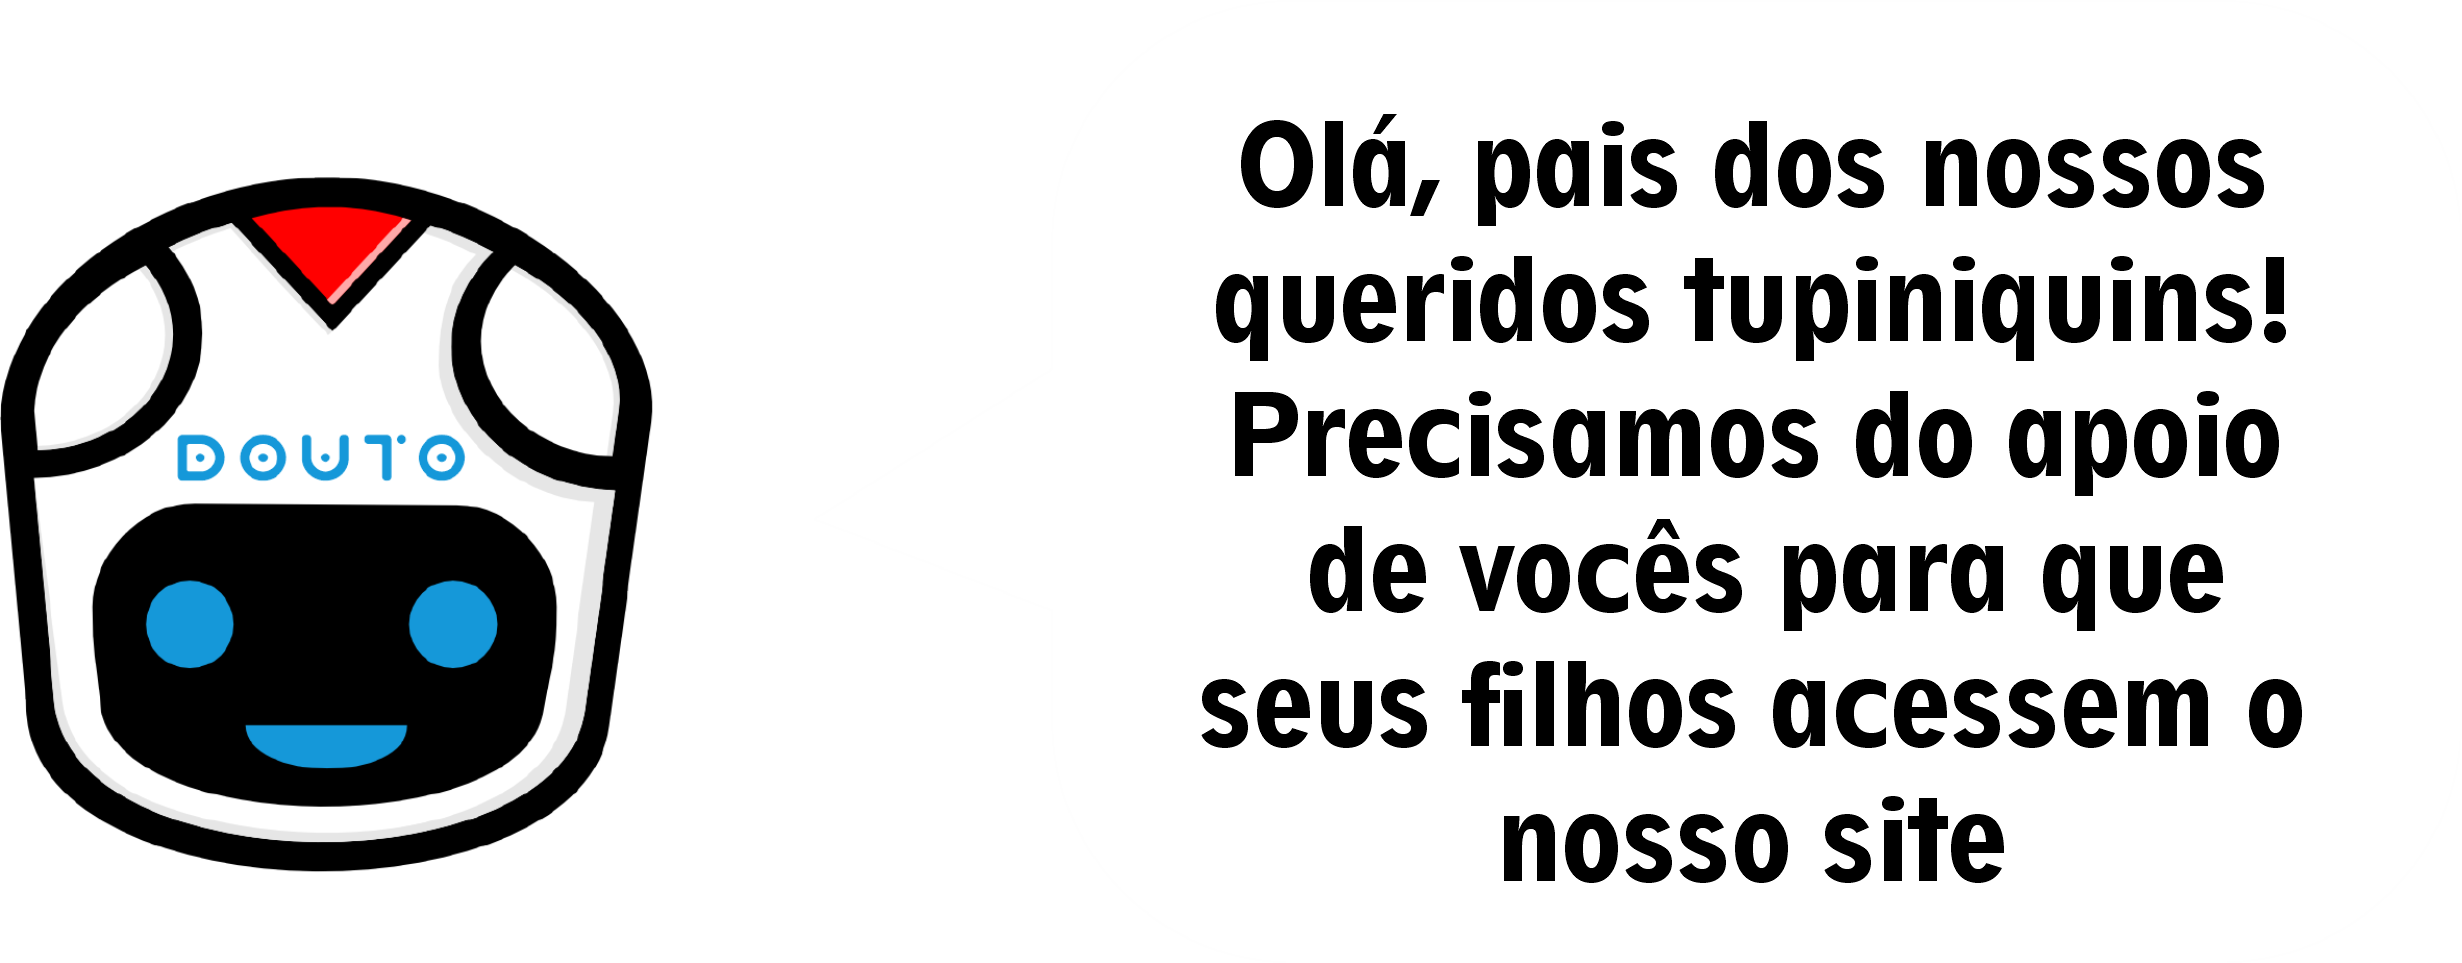 DOUTO
Olá, pais dos nossos
queridos tupiniquins!
Precisamos do apoio
de vocês para que
seus filhos acessem o
nosso site